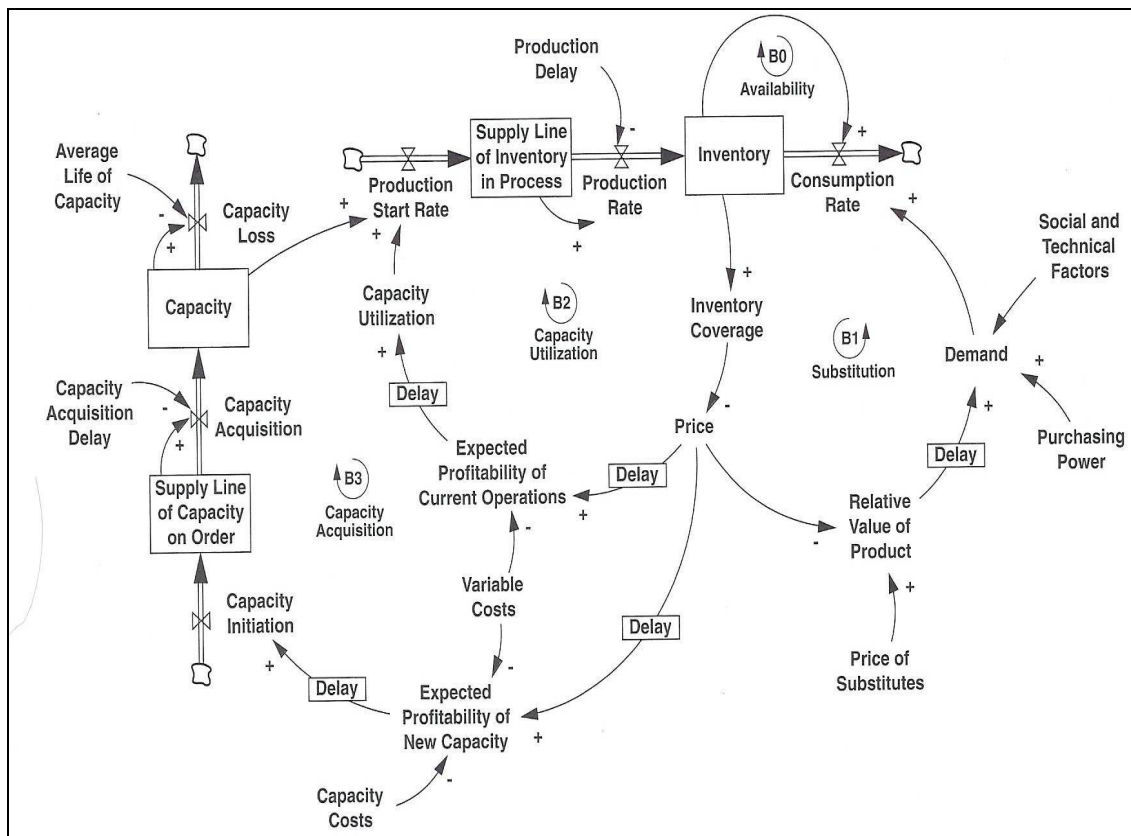 Production
Delay
B0
Availability
Average
Life of
Capacity
-
+
Capacity
Loss
Supply Line
of Inventory
in Process
-
Inventory
+
Production
Start Rate
+
+
Production
Rate
+
Consumption
Rate
+
Social and
Technical
Factors
Capacity
Capacity
Utilization
+
B2
Capacity
Utilization
+
Inventory
Coverage
B1
Substitution
Demand
+
+
Capacity
Acquisition
Delay
-
+
Capacity
Acquisition
Delay
-
Price
Purchasing
Power
Supply Line
of Capacity
on Order
B3
Capacity
Acquisition
Expected
Profitability of
Current Operations
Delay
+
-
Delay
Relative
Value of
Product
-
+
Capacity
Initiation
+
Variable
Costs
-
Delay
Price of
Substitutes
Delay
Expected
Profitability of
New Capacity
+
-
Capacity
Costs